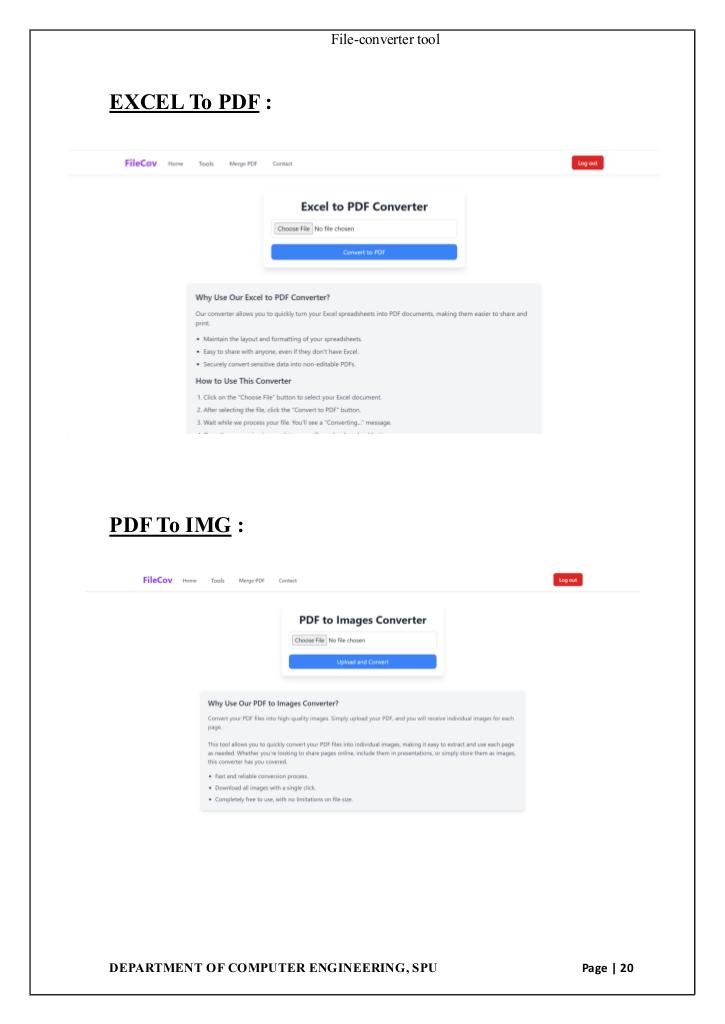 File-converter tool
EXCEL To PDF :
FileCov Home Tools Merge PDF Contact Log out
Excel to PDF Converter
Choose File No file chosen
Convert to PDF
Why Use Our Excel to PDF Converter?
Our converter allows you to quickly turn your Excel spreadsheets into PDF documents, making them easier to share and
print.
• Maintain the layout and formatting of your spreadsheets.
• Easy to share with anyone, even if they don't have Excel.
• Securely convert sensitive data into non-editable PDFs.
How to Use This Converter
1. Click on the "Choose File" button to select your Excel document.
2. After selecting the file, click the "Convert to PDF" button.
3. Wait while we process your file. You'll see a "Converting..." message.
PDF To IMG :
FileCov Home Tools Merge PDF Contact Log out
PDF to Images Converter
Choose File No file chosen
Upload and Convert
Why Use Our PDF to Images Converter?
Convert your PDF files into high-quality images. Simply upload your PDF, and you will receive individual images for each
page.
This tool allows you to quickly convert your PDF files into individual images, making it easy to extract and use each page
as needed. Whether you're looking to share pages online, include them in presentations, or simply store them as images,
this converter has you covered.
• Fast and reliable conversion process.
• Download all images with a single click.
• Completely free to use, with no limitations on file size.
DEPARTMENT OF COMPUTER ENGINEERING, SPU Page | 20